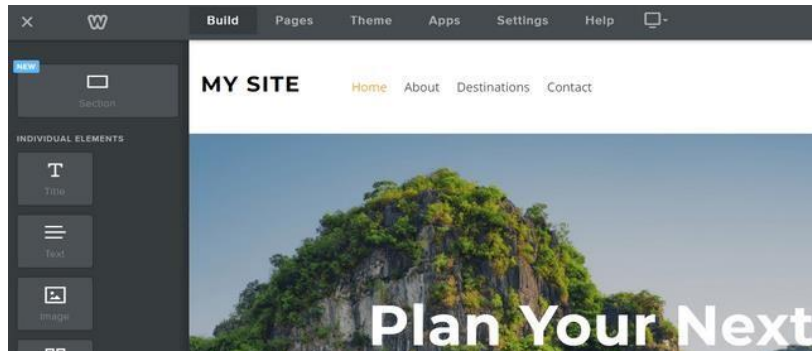 Build Pages Theme Apps Settings Help
NEW
Section
MY SITE Home About Destinations Contact
INDIVIDUAL ELEMENTS
Title
Text
Image
Plan Your Next